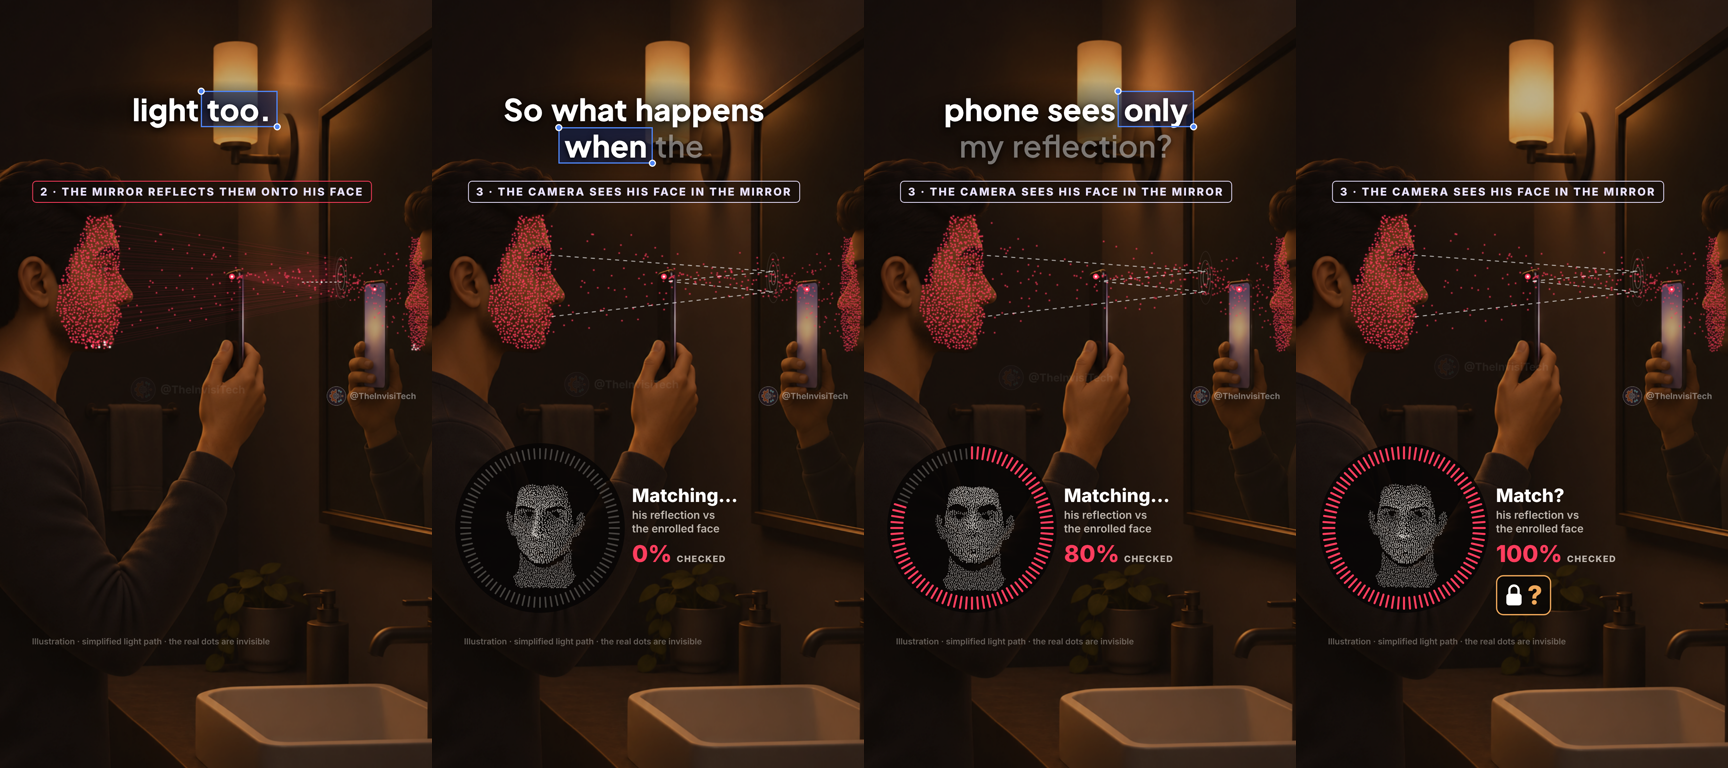 light too.
2 · THE MIRROR REFLECTS THEM ONTO HIS FACE
@TheInvisiTech
@TheInvisiTech
Illustration · simplified light path · the real dots are invisible
So what happens
when the
3 · THE CAMERA SEES HIS FACE IN THE MIRROR
@TheInvisiTech
@TheInvisiTech
Matching...
his reflection vs
the enrolled face
0% CHECKED
Illustration · simplified light path · the real dots are invisible
phone sees only
my reflection?
3 · THE CAMERA SEES HIS FACE IN THE MIRROR
@TheInvisiTech
@TheInvisiTech
Matching...
his reflection vs
the enrolled face
80% CHECKED
Illustration · simplified light path · the real dots are invisible
3 · THE CAMERA SEES HIS FACE IN THE MIRROR
@TheInvisiTech
@TheInvisiTech
Match?
his reflection vs
the enrolled face
100% CHECKED
?
Illustration · simplified light path · the real dots are invisible